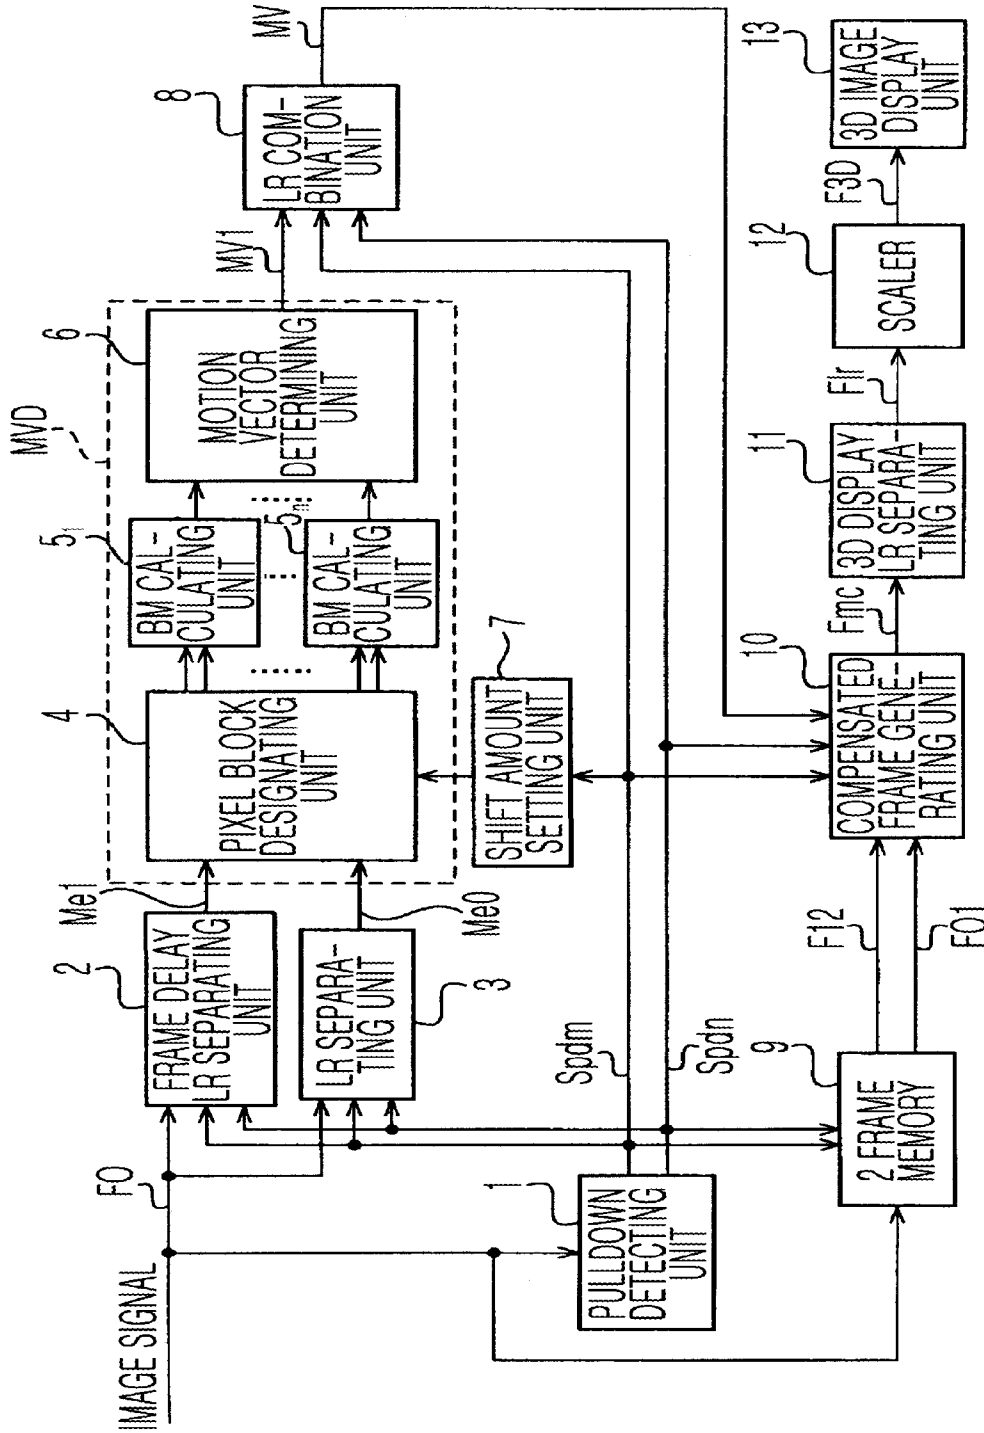 IMAGE SIGNAL
F0
2
FRAME DELAY
LR SEPARATING
UNIT
Me1
3
LR SEPARA-
TING UNIT
Me0
MVD
4
PIXEL BLOCK
DESIGNATING
UNIT
5₁
BM CAL-
CULATING
UNIT
5ₙ
BM CAL-
CULATING
UNIT
6
MOTION
VECTOR
DETERMINING
UNIT
MV1
8
LR COM-
BINATION
UNIT
MV
7
SHIFT AMOUNT
SETTING UNIT
1
PULLDOWN
DETECTING
UNIT
Spdm
Spdn
9
2 FRAME
MEMORY
F12
F01
10
COMPENSATED
FRAME GENE-
RATING UNIT
Fmc
11
3D DISPLAY
LR SEPARA-
TING UNIT
Flr
12
SCALER
F3D
13
3D IMAGE
DISPLAY
UNIT